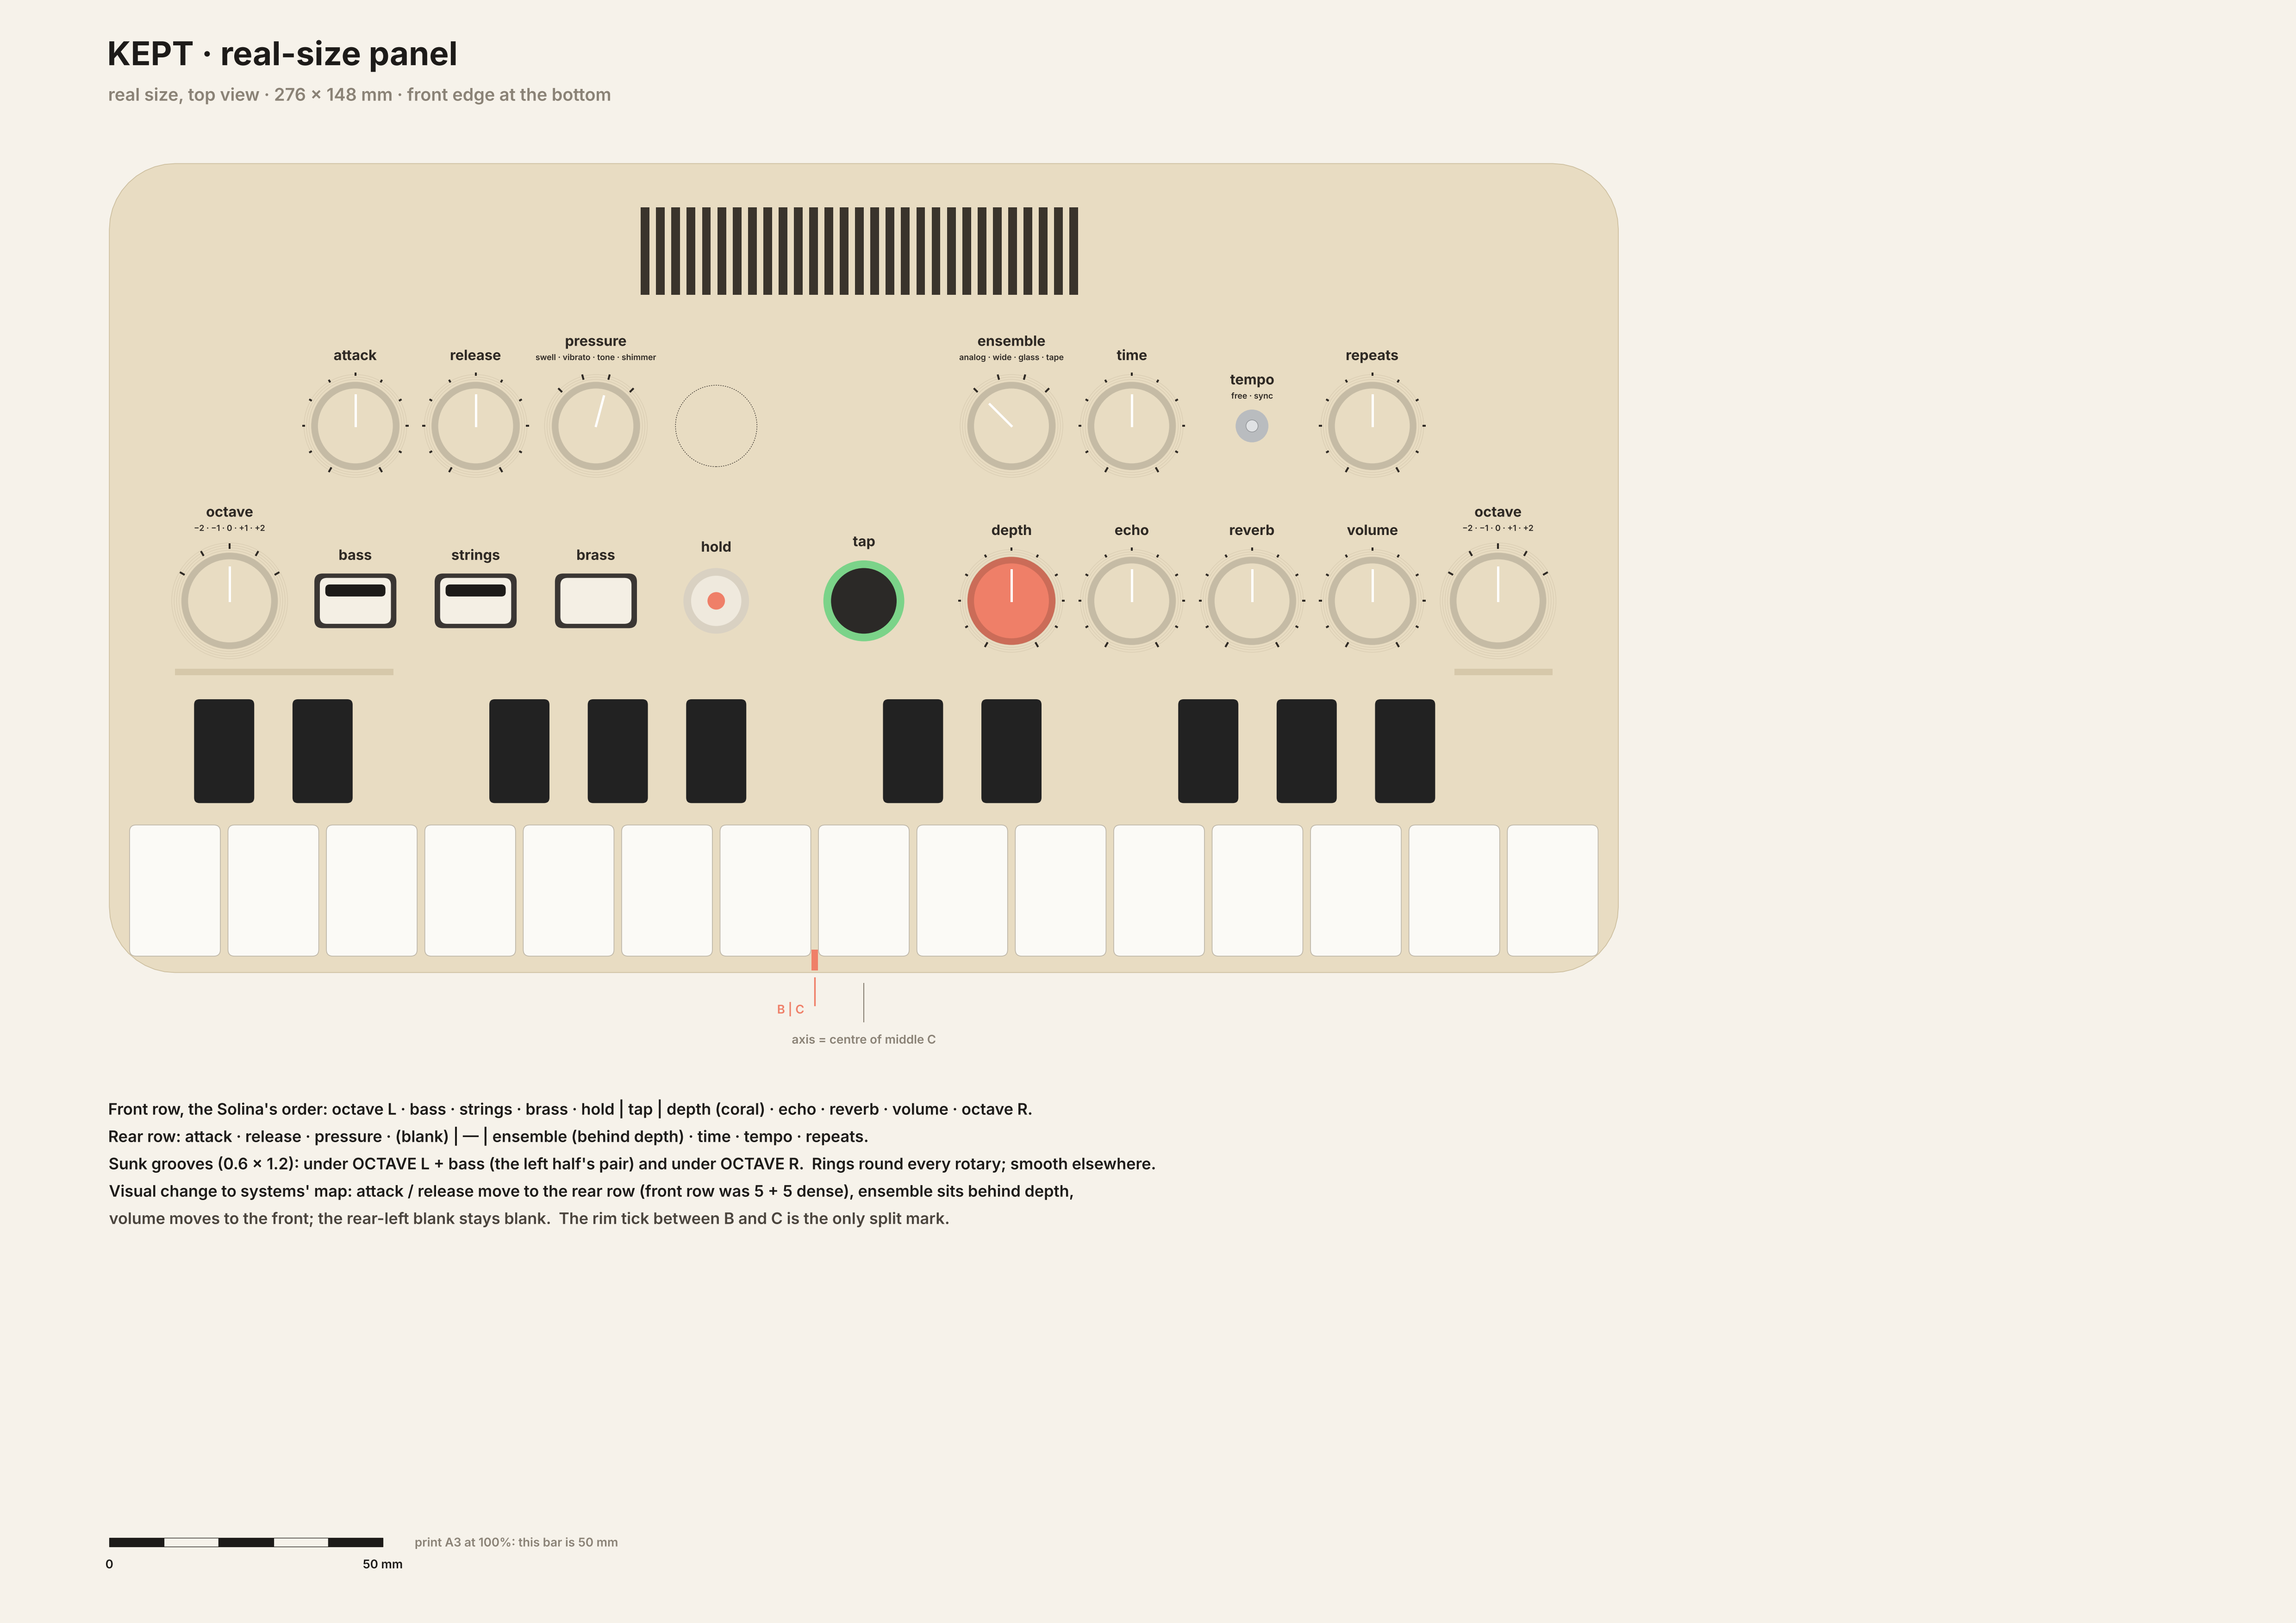 KEPT · real-size panel
real size, top view · 276 × 148 mm · front edge at the bottom
pressure
ensemble
attack
release
swell · vibrato · tone · shimmer
analog · wide · glass · tape
time
repeats
tempo
free · sync
octave
−2 · −1 · 0 · +1 · +2
octave
−2 · −1 · 0 · +1 · +2
bass
strings
brass
hold
tap
depth
echo
reverb
volume
B | C
axis = centre of middle C
Front row, the Solina's order: octave L · bass · strings · brass · hold | tap | depth (coral) · echo · reverb · volume · octave R.
Rear row: attack · release · pressure · (blank) | — | ensemble (behind depth) · time · tempo · repeats.
Sunk grooves (0.6 × 1.2): under OCTAVE L + bass (the left half's pair) and under OCTAVE R.  Rings round every rotary; smooth elsewhere.
Visual change to systems' map: attack / release move to the rear row (front row was 5 + 5 dense), ensemble sits behind depth,
volume moves to the front; the rear-left blank stays blank.  The rim tick between B and C is the only split mark.
print A3 at 100%: this bar is 50 mm
0
50 mm